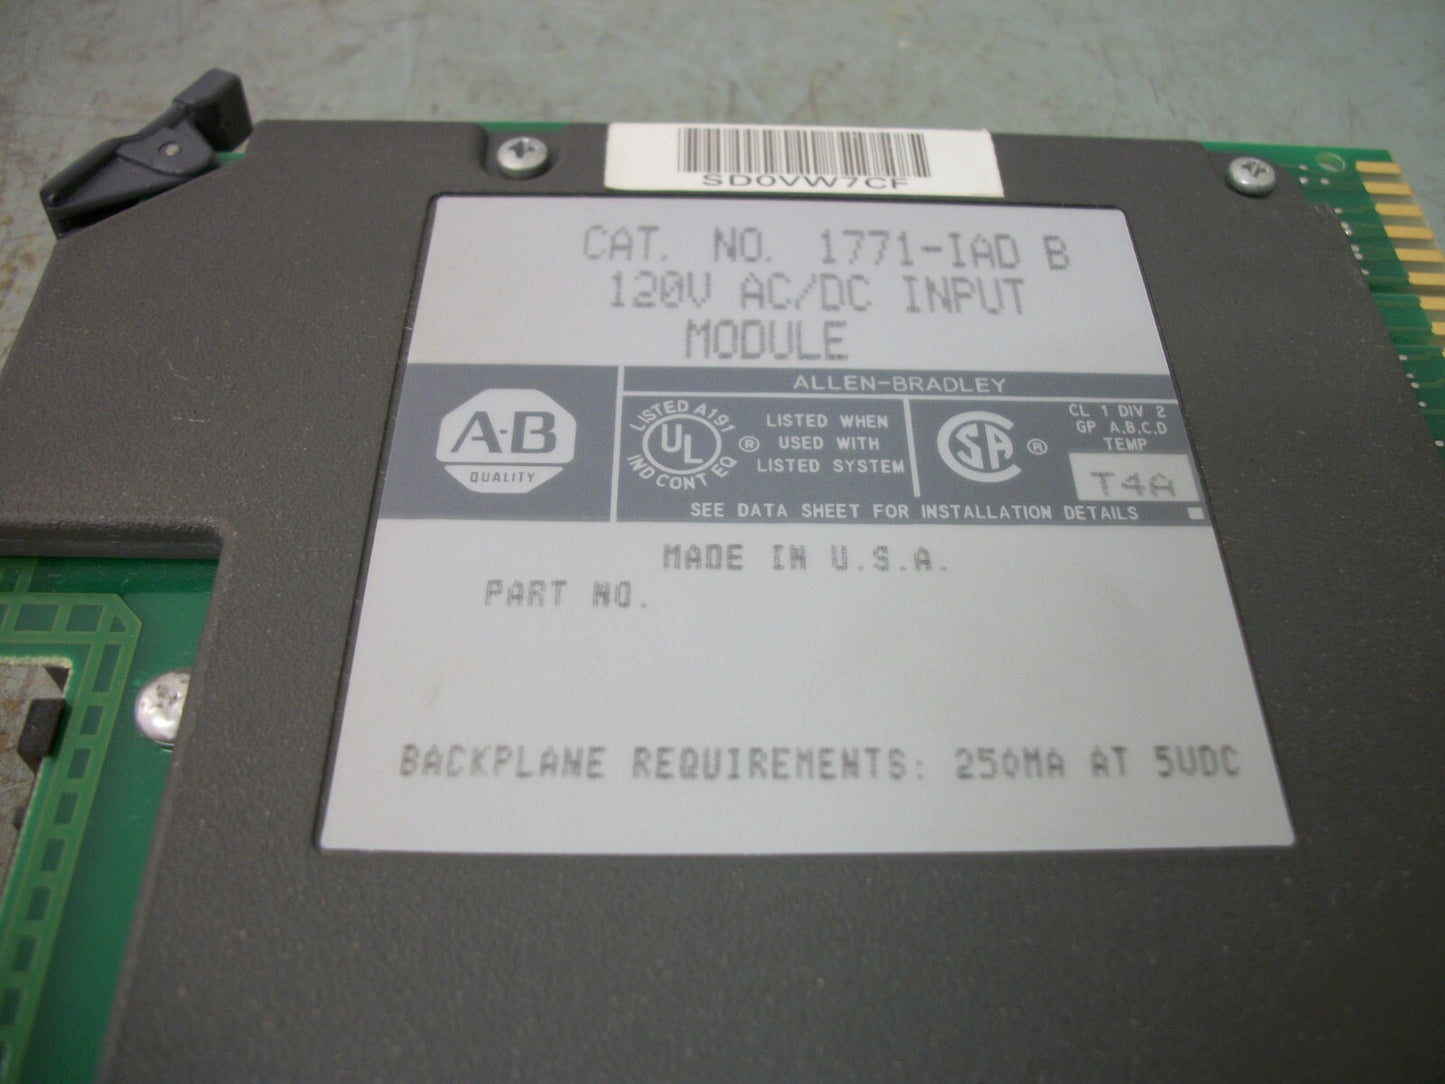 SD0VW7CF
CAT. NO. 1771-IAD B
120V AC/DC INPUT
MODULE
ALLEN-BRADLEY
A-B
QUALITY
LISTED A191
UL
IND CONT EQ
®
LISTED WHEN
USED WITH
LISTED SYSTEM
CSA
®
CL 1 DIV 2
GP A,B,C,D
TEMP
T4A
SEE DATA SHEET FOR INSTALLATION DETAILS
MADE IN U.S.A.
PART NO.
BACKPLANE REQUIREMENTS: 250MA AT 5VDC